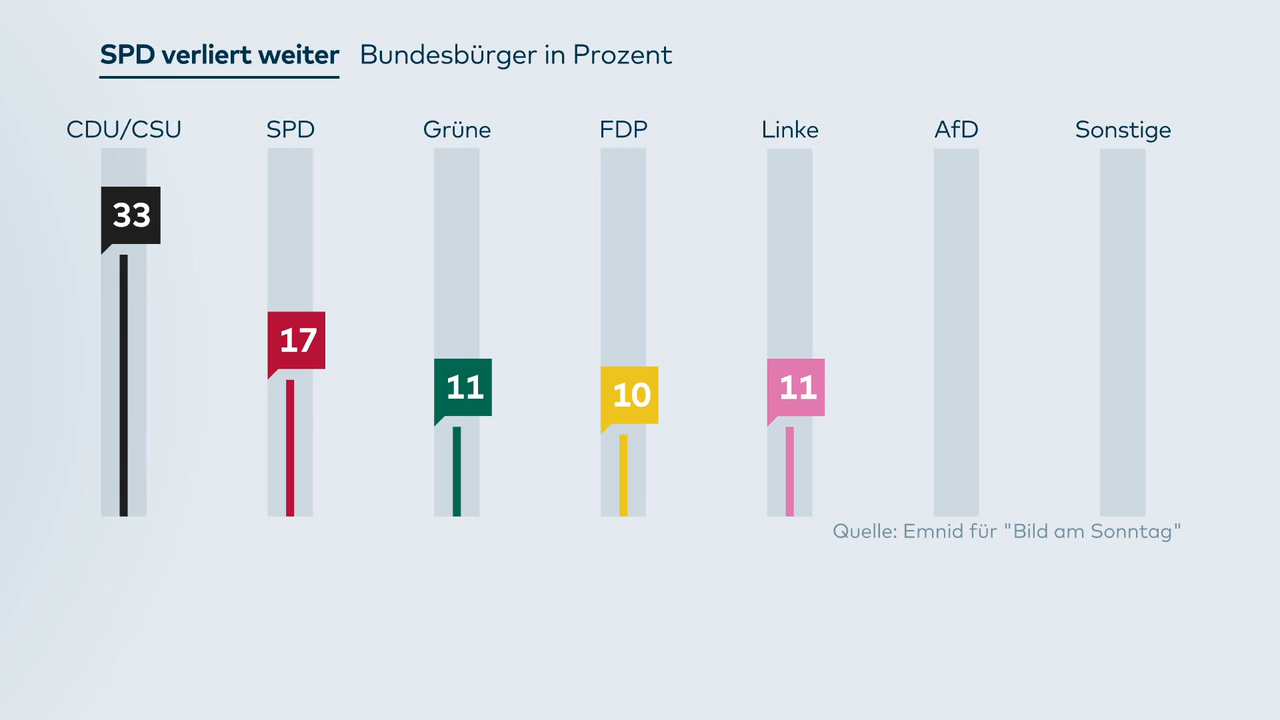 SPD verliert weiter Bundesbürger in Prozent
CDU/CSU SPD Grüne FDP Linke AfD Sonstige
33
17
11 10 11
Quelle: Emnid für "Bild am Sonntag"